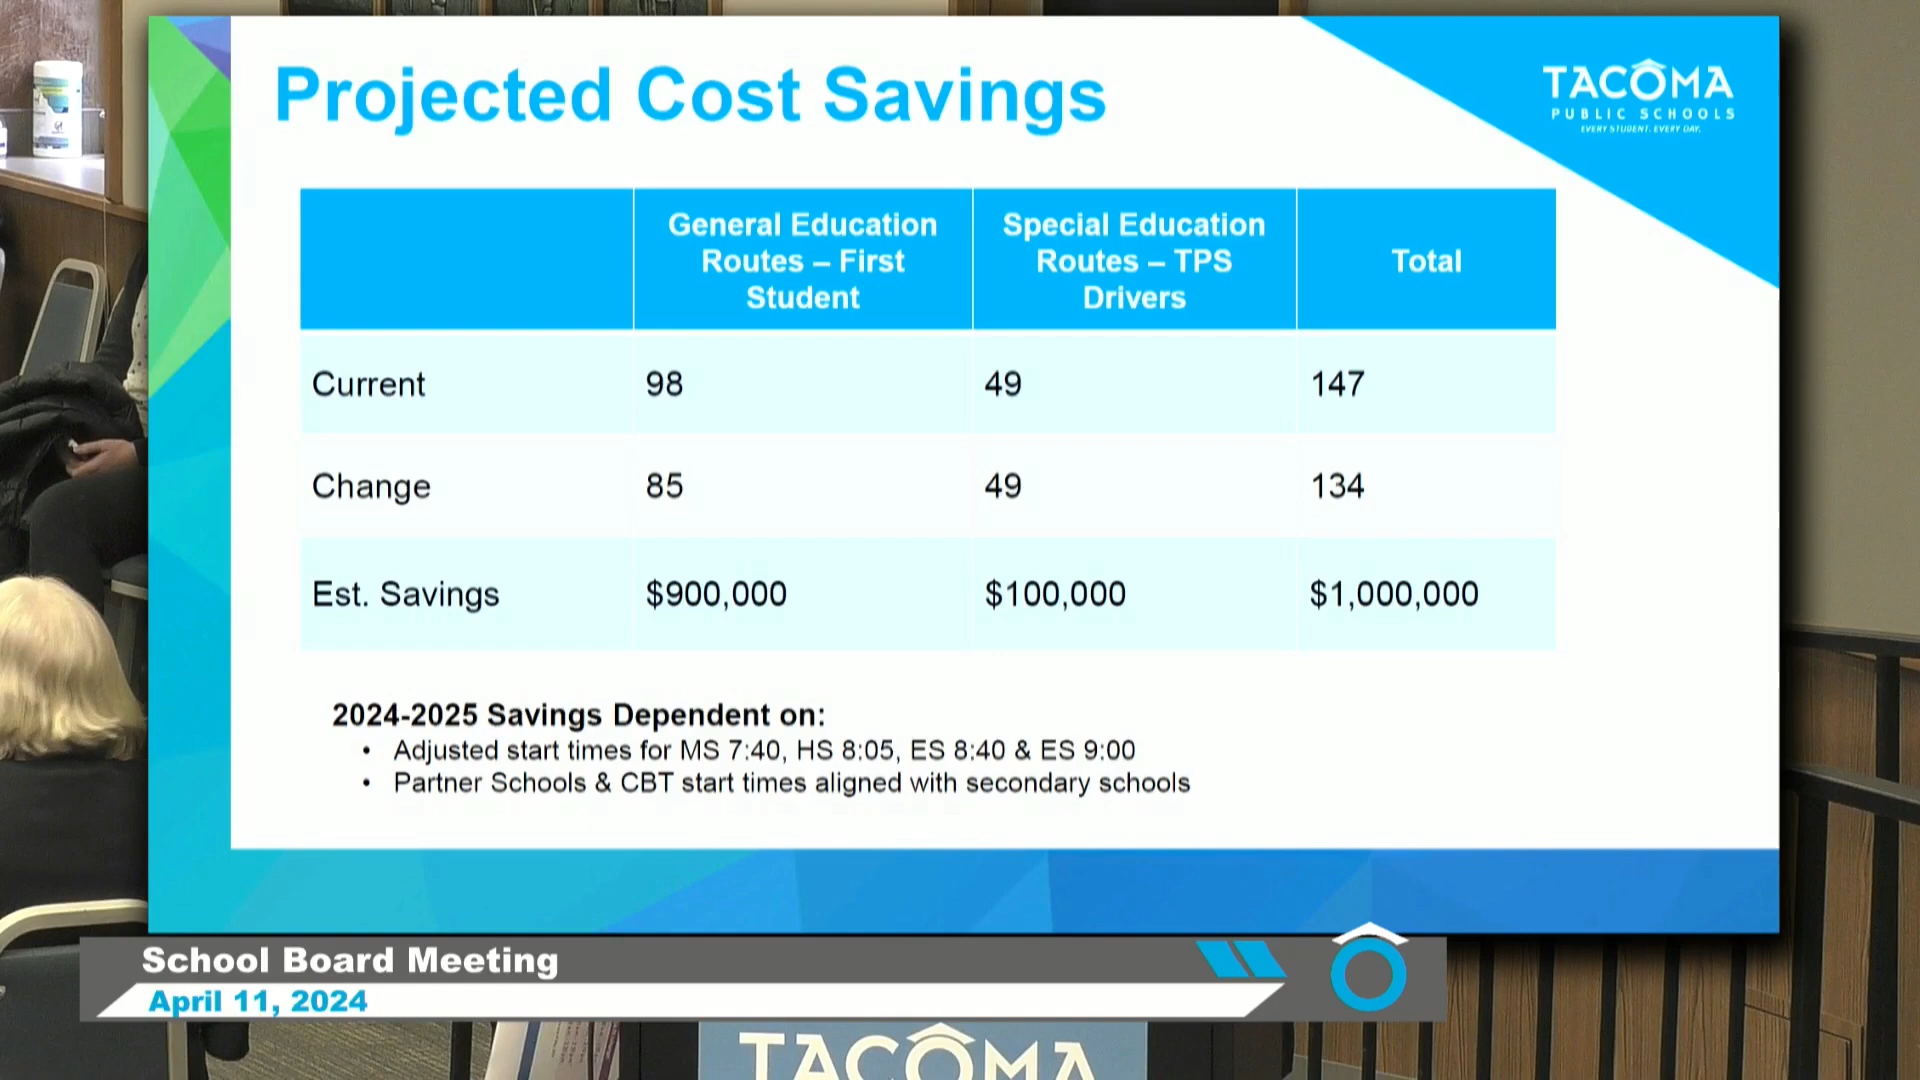 Projected Cost Savings
TACOMA
PUBLIC SCHOOLS
EVERY STUDENT. EVERY DAY.
General Education
Routes – First
Student
Special Education
Routes – TPS
Drivers
Total
Current
98
49
147
Change
85
49
134
Est. Savings
$900,000
$100,000
$1,000,000
2024-2025 Savings Dependent on:
• Adjusted start times for MS 7:40, HS 8:05, ES 8:40 & ES 9:00
• Partner Schools & CBT start times aligned with secondary schools
School Board Meeting
April 11, 2024
TACOMA